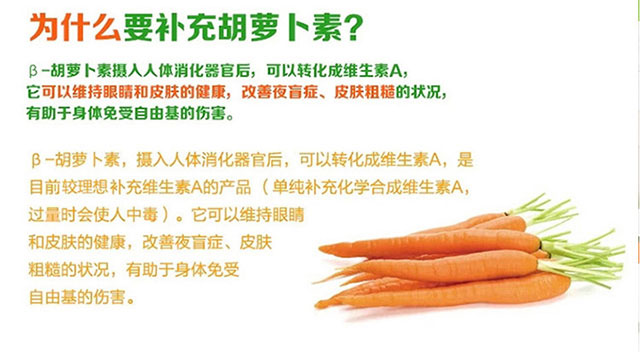 为什么要补充胡萝卜素？
β-胡萝卜素摄入人体消化器官后，可以转化成维生素A，
它可以维持眼睛和皮肤的健康，改善夜盲症、皮肤粗糙的状况，
有助于身体免受自由基的伤害。
β-胡萝卜素，摄入人体消化器官后，可以转化成维生素A，是
目前较理想补充维生素A的产品（单纯补充化学合成维生素A，
过量时会使人中毒）。它可以维持眼睛
和皮肤的健康，改善夜盲症、皮肤
粗糙的状况，有助于身体免受
自由基的伤害。